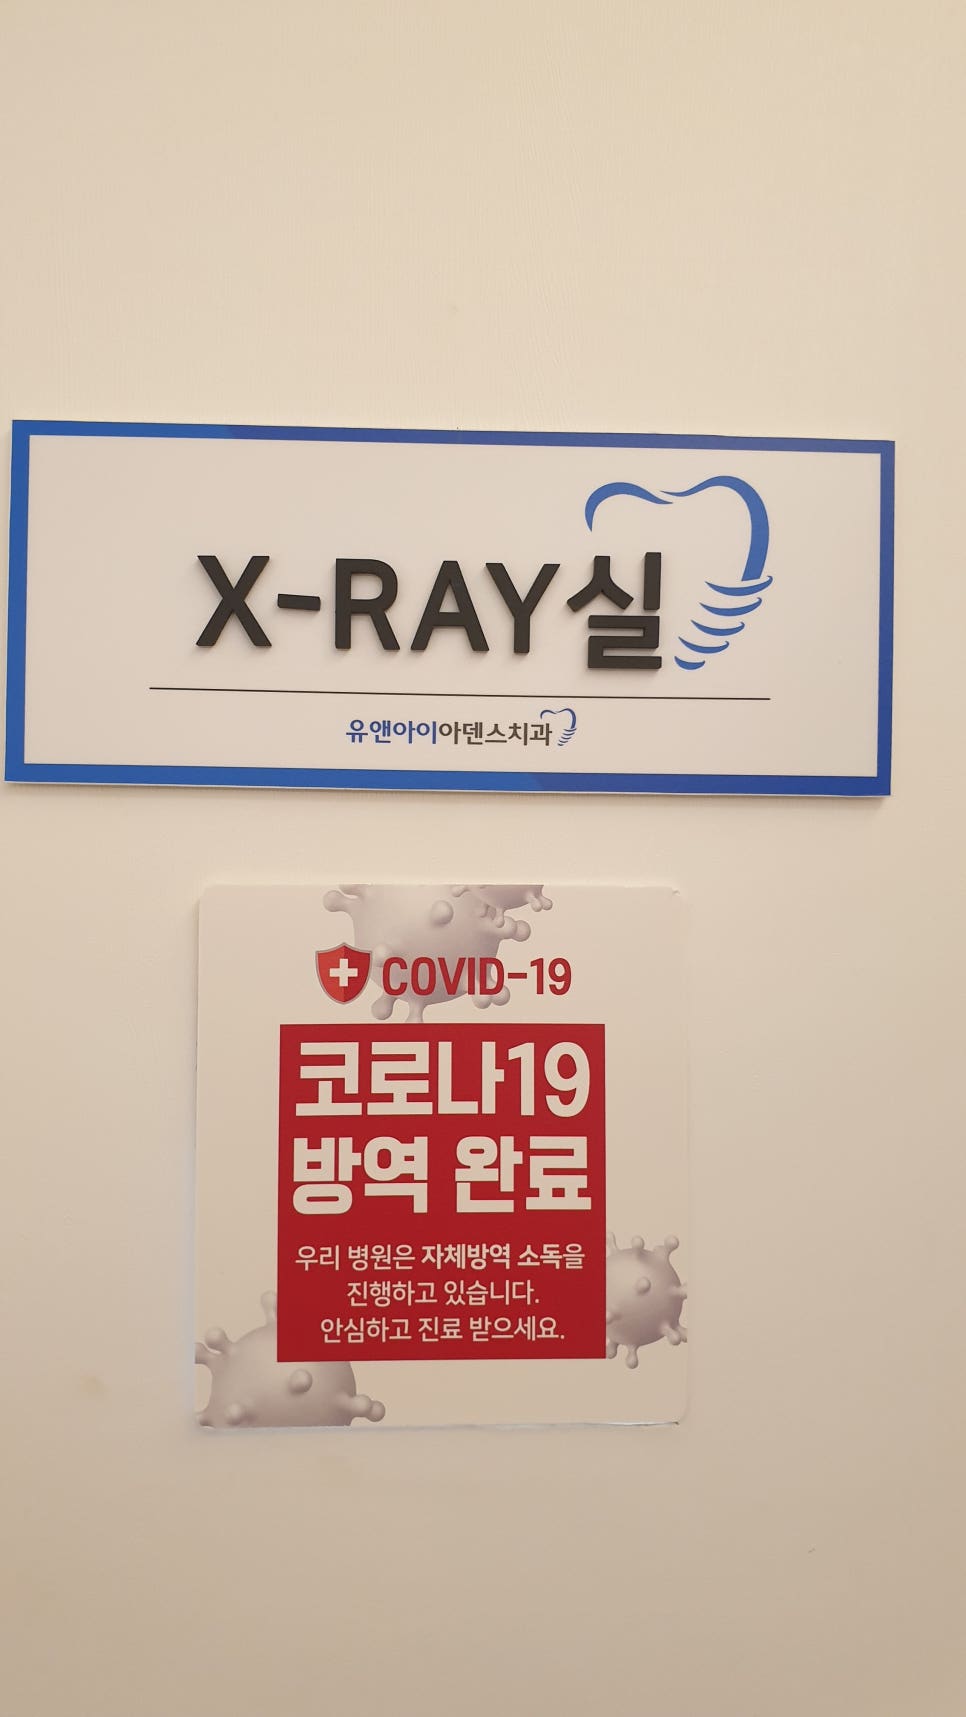 X-RAY실
유앤아이아덴스치과
COVID-19
코로나19
방역 완료
우리 병원은 자체방역 소독을
진행하고 있습니다.
안심하고 진료 받으세요.